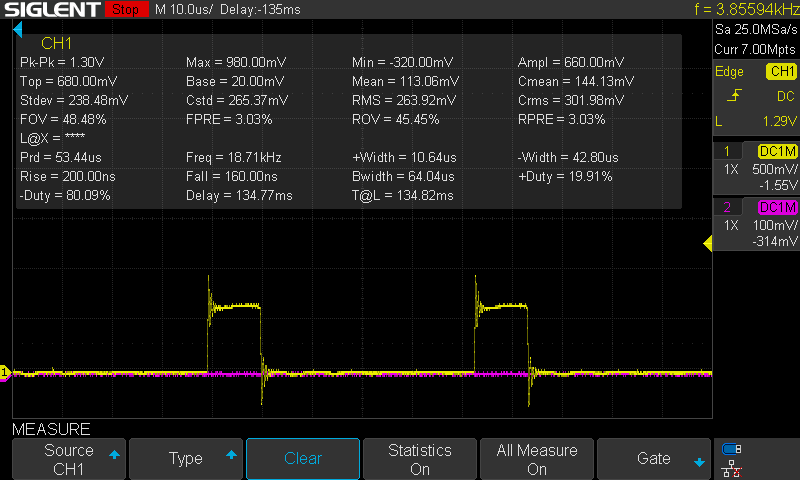 SIGLENT Stop M 10.0us/ Delay:-135ms f = 3.85594kHz
Sa 25.0MSa/s
Curr 7.00Mpts
CH1
Pk-Pk = 1.30V Max = 980.00mV Min = -320.00mV Ampl = 660.00mV
Top = 680.00mV Base = 20.00mV Mean = 113.06mV Cmean = 144.13mV
Stdev = 238.48mV Cstd = 265.37mV RMS = 263.92mV Crms = 301.98mV
FOV = 48.48% FPRE = 3.03% ROV = 45.45% RPRE = 3.03%
L@X = ****
Prd = 53.44us Freq = 18.71kHz +Width = 10.64us -Width = 42.80us
Rise = 200.00ns Fall = 160.00ns Bwidth = 64.04us +Duty = 19.91%
-Duty = 80.09% Delay = 134.77ms T@L = 134.82ms
Edge CH1
DC
L 1.29V
1 DC1M
1X 500mV/
-1.55V
2 DC1M
1X 100mV/
-314mV
1
MEASURE
Source
CH1
Type
Clear
Statistics
On
All Measure
On
Gate